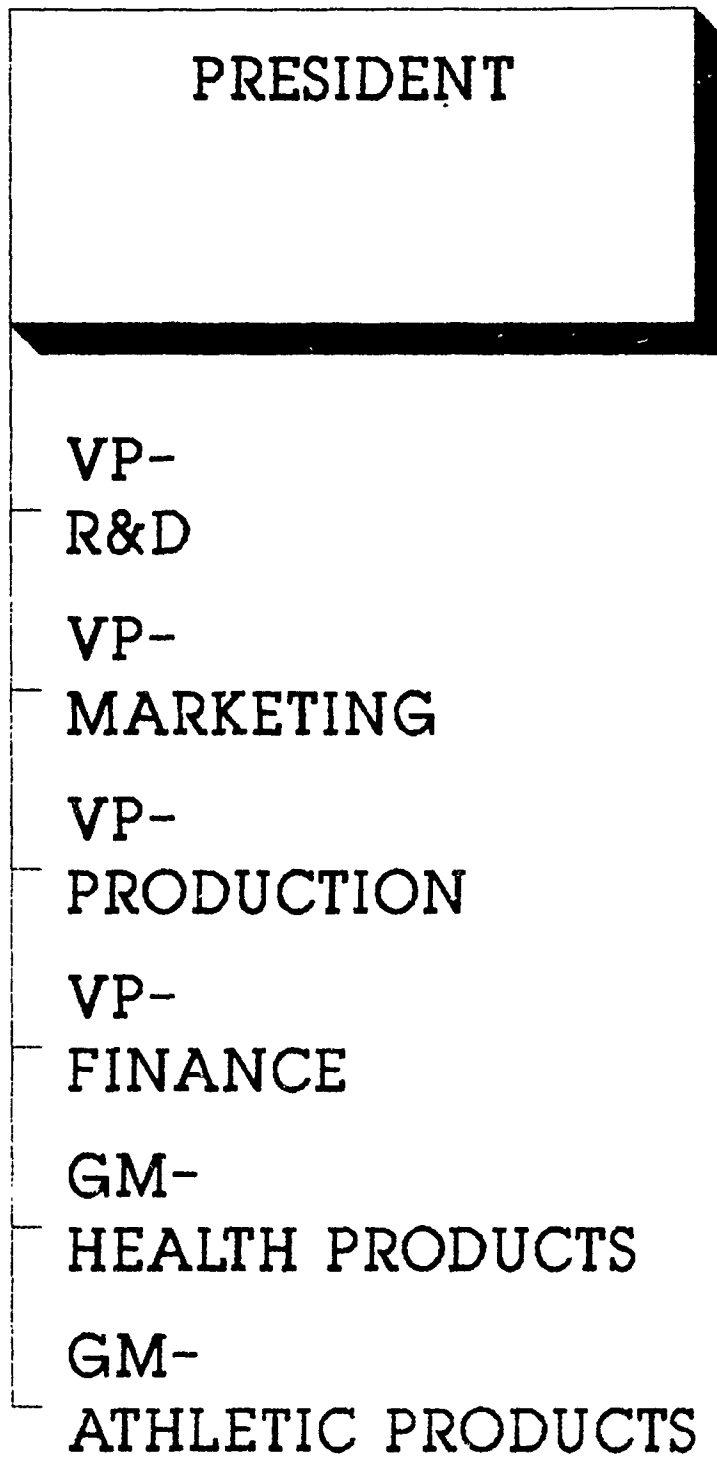 PRESIDENT
VP-
R&D
VP-
MARKETING
VP-
PRODUCTION
VP-
FINANCE
GM-
HEALTH PRODUCTS
GM-
ATHLETIC PRODUCTS